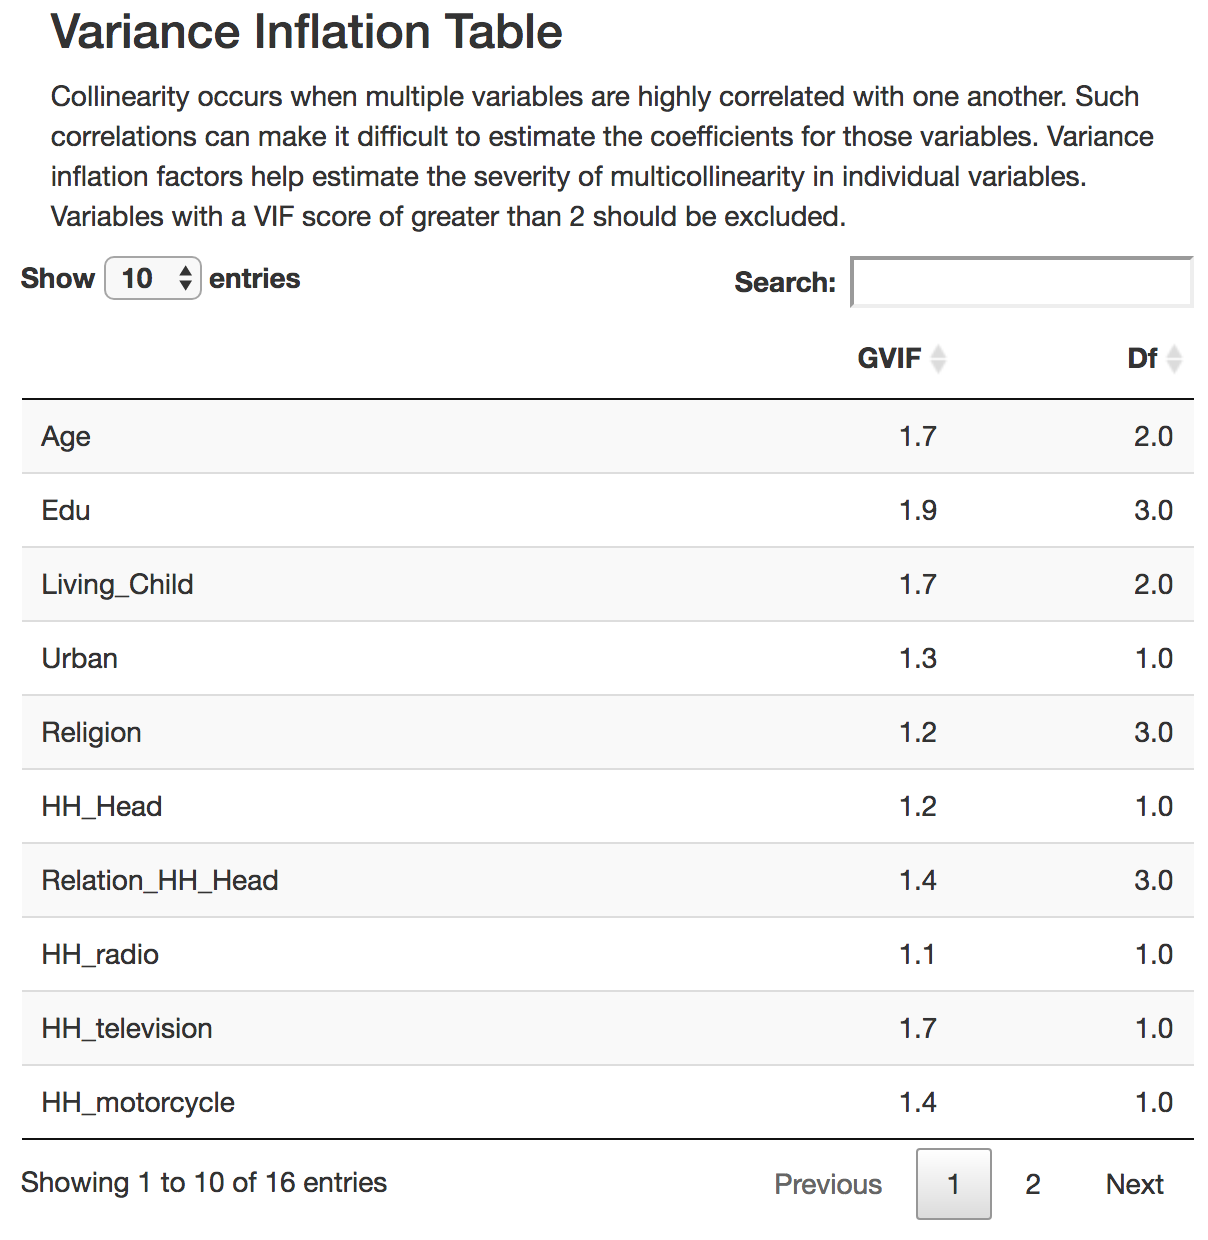 Variance Inflation Table
Collinearity occurs when multiple variables are highly correlated with one another. Such
correlations can make it difficult to estimate the coefficients for those variables. Variance
inflation factors help estimate the severity of multicollinearity in individual variables.
Variables with a VIF score of greater than 2 should be excluded.
Show 10 entries Search:
GVIF Df
Age 1.7 2.0
Edu 1.9 3.0
Living_Child 1.7 2.0
Urban 1.3 1.0
Religion 1.2 3.0
HH_Head 1.2 1.0
Relation_HH_Head 1.4 3.0
HH_radio 1.1 1.0
HH_television 1.7 1.0
HH_motorcycle 1.4 1.0
Showing 1 to 10 of 16 entries Previous 1 2 Next